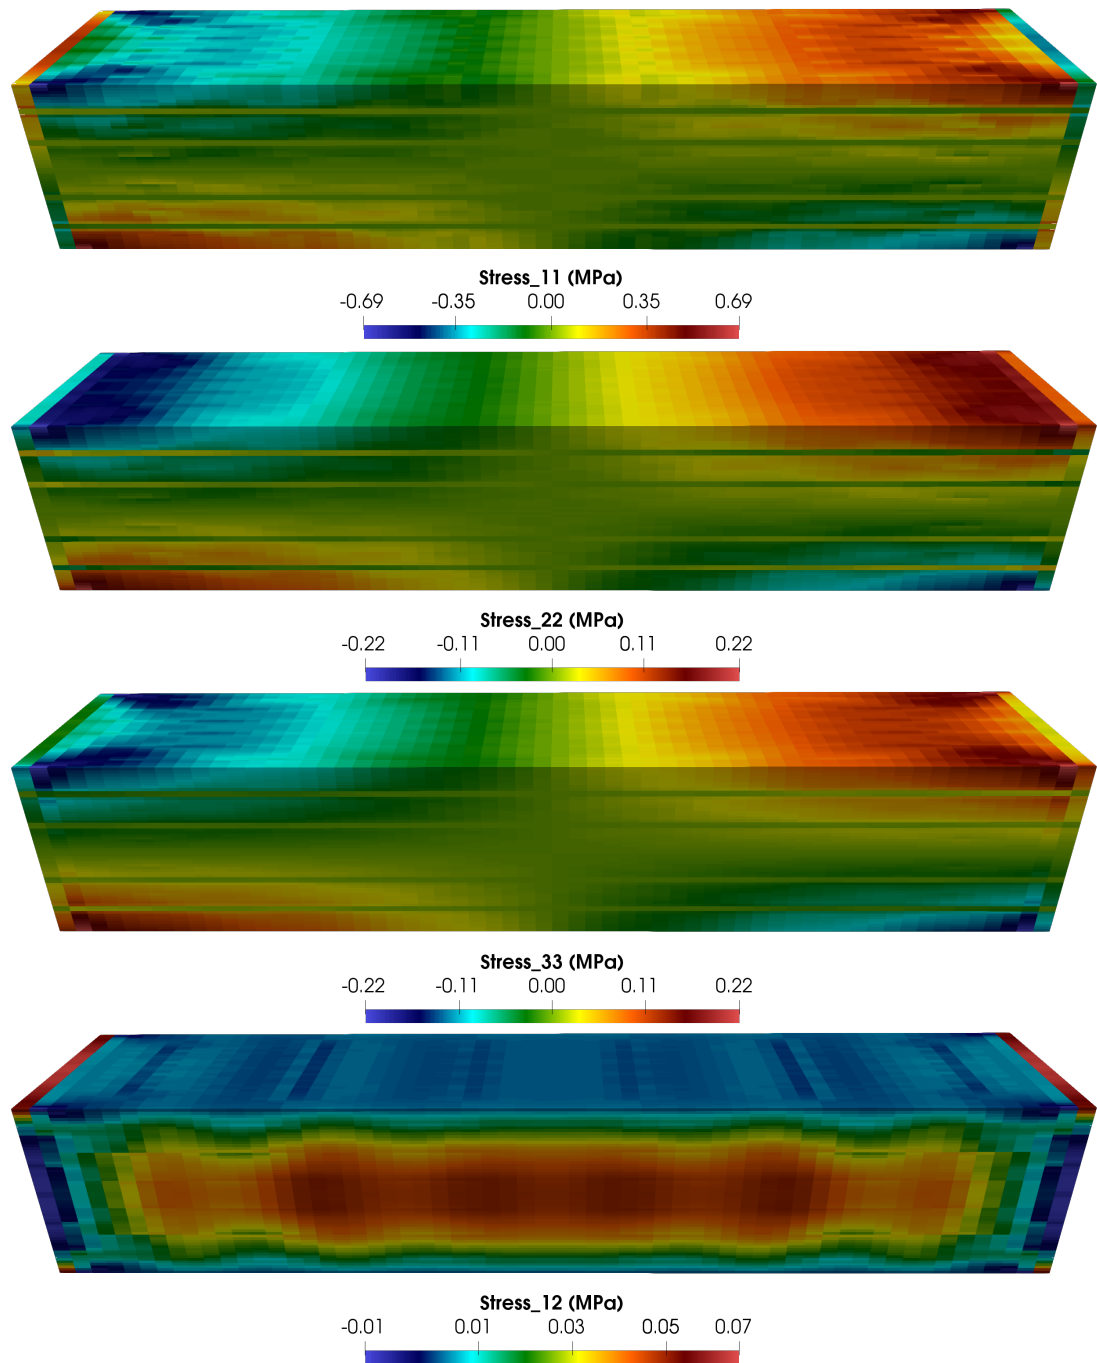 Stress_11 (MPa)
-0.69 -0.35 0.00 0.35 0.69
Stress_22 (MPa)
-0.22 -0.11 0.00 0.11 0.22
Stress_33 (MPa)
-0.22 -0.11 0.00 0.11 0.22
Stress_12 (MPa)
-0.01 0.01 0.03 0.05 0.07